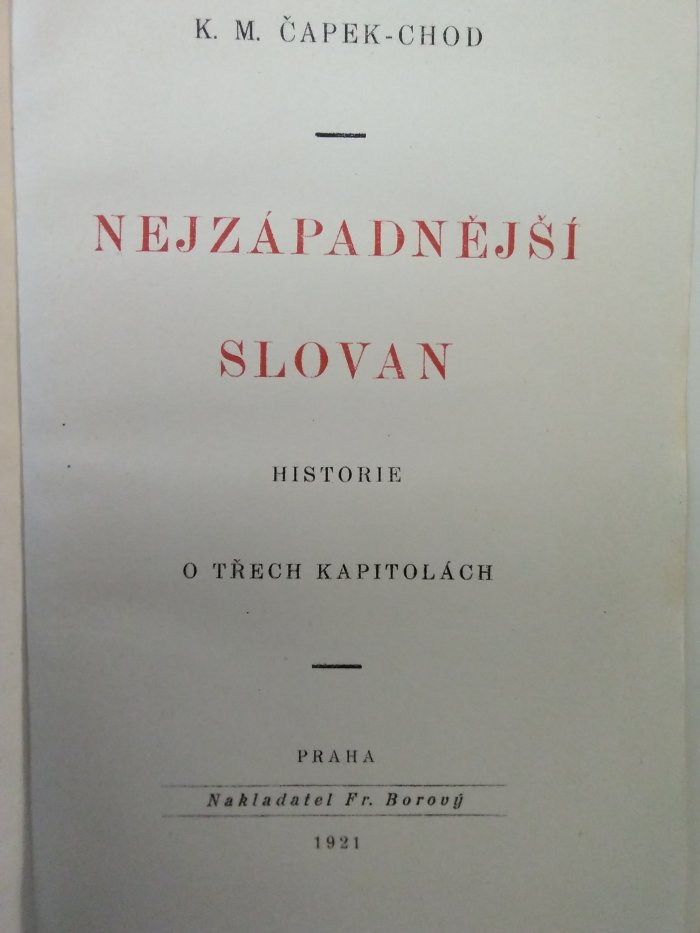 K. M. ČAPEK-CHOD
NEJZÁPADNĚJŠÍ
SLOVAN
HISTORIE
O TŘECH KAPITOLÁCH
PRAHA
Nakladatel Fr. Borový
1921